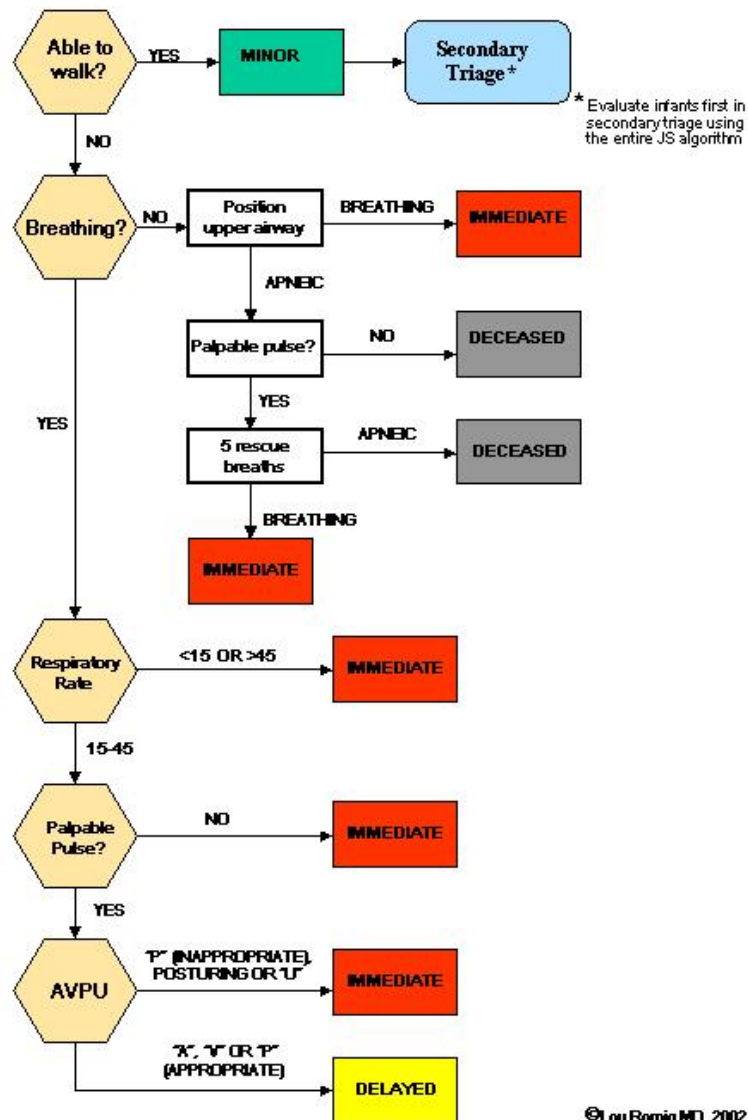 Able to
walk?
YES
MINOR
Secondary
Triage*
* Evaluate infants first in
secondary triage using
the entire JS algorithm
NO
Breathing?
NO
Position
upper airway
BREATHING
IMMEDIATE
APNEIC
Palpable pulse?
NO
DECEASED
YES
YES
5 rescue
breaths
APNEIC
DECEASED
BREATHING
IMMEDIATE
Respiratory
Rate
<15 OR >45
IMMEDIATE
15-45
Palpable
Pulse?
NO
IMMEDIATE
YES
AVPU
"P" (INAPPROPRIATE),
POSTURING OR "U"
IMMEDIATE
"A", "V" OR "P"
(APPROPRIATE)
DELAYED
©Lou Romig MD, 2002